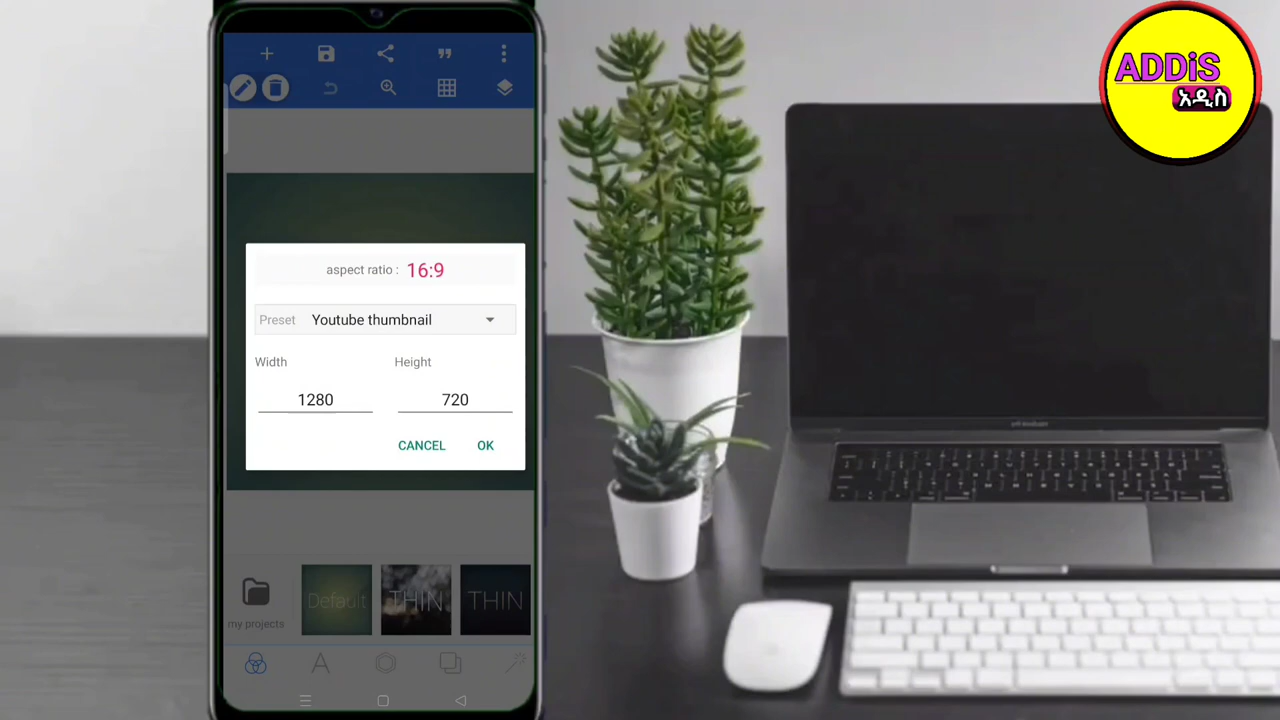 ADDiS
አዲስ
aspect ratio : 16:9
Preset Youtube thumbnail
Width Height
1280 720
CANCEL OK
my projects
Default
THIN
THIN